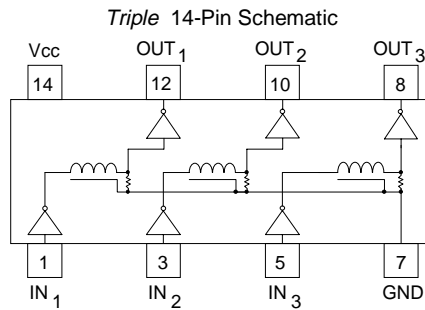 Triple 14-Pin Schematic
Vcc OUT1 OUT2 OUT3
14 12 10 8
1 3 5 7
IN1 IN2 IN3 GND